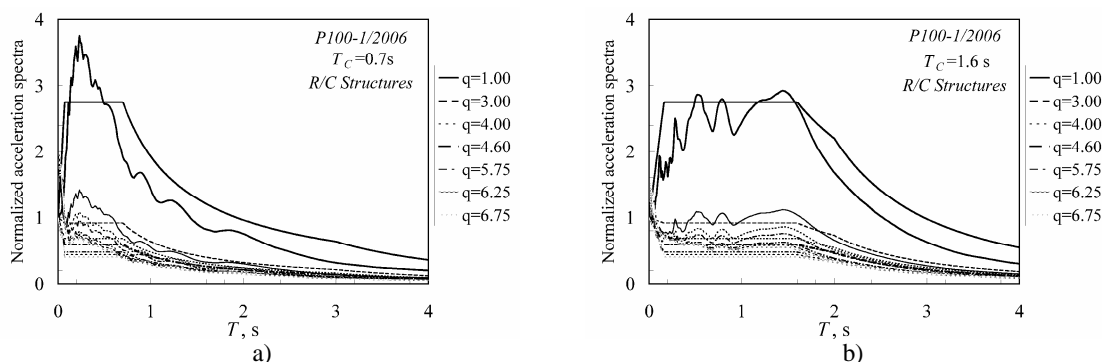 Normalized acceleration spectra
4
3
2
1
0
P100-1/2006
T_C=0.7s
R/C Structures
q=1.00
q=3.00
q=4.00
q=4.60
q=5.75
q=6.25
q=6.75
0 1 2 3 4
T, s
a)
Normalized acceleration spectra
4
3
2
1
0
P100-1/2006
T_C=1.6 s
R/C Structures
q=1.00
q=3.00
q=4.00
q=4.60
q=5.75
q=6.25
q=6.75
0 1 2 3 4
T, s
b)